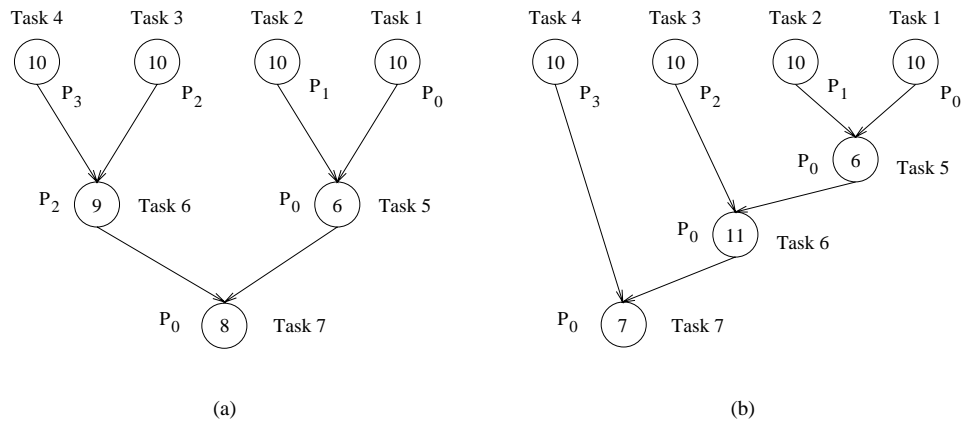 Task 4 Task 3 Task 2 Task 1
10 10 10 10
P3 P2 P1 P0
P2 9 Task 6 P0 6 Task 5
P0 8 Task 7
(a)
Task 4 Task 3 Task 2 Task 1
10 10 10 10
P3 P2 P1 P0
P0 6 Task 5
P0 11 Task 6
P0 7 Task 7
(b)